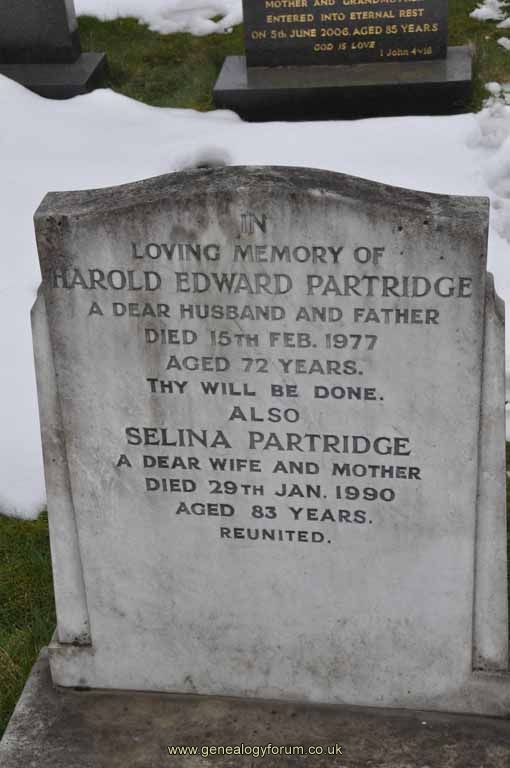 MOTHER AND GRANDMOTHER
ENTERED INTO ETERNAL REST
ON 5TH JUNE 2006, AGED 85 YEARS
GOD IS LOVE 1 John 4v16
IN
LOVING MEMORY OF
HAROLD EDWARD PARTRIDGE
A DEAR HUSBAND AND FATHER
DIED 15TH FEB. 1977
AGED 72 YEARS.
THY WILL BE DONE.
ALSO
SELINA PARTRIDGE
A DEAR WIFE AND MOTHER
DIED 29TH JAN. 1990
AGED 83 YEARS.
REUNITED.
www.genealogyforum.co.uk